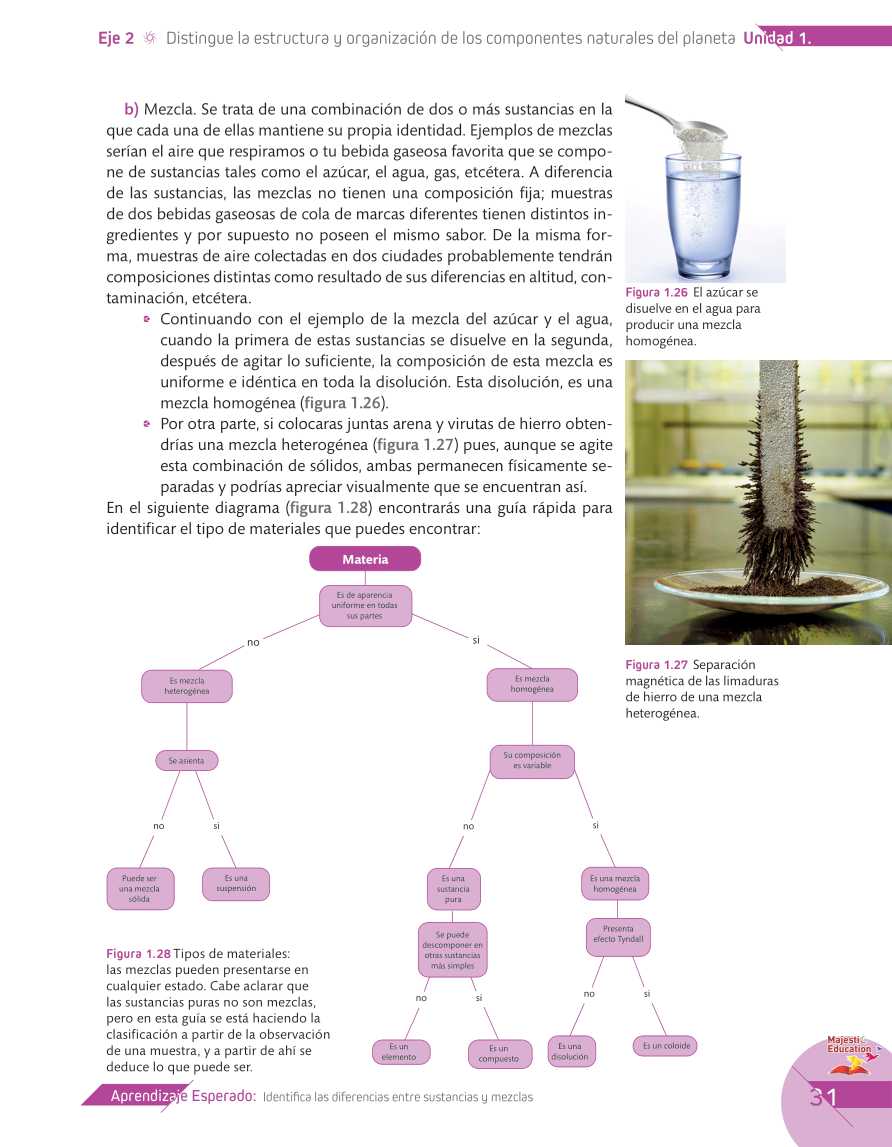 Eje 2 Distingue la estructura y organización de los componentes naturales del planeta Unidad 1.
b) Mezcla. Se trata de una combinación de dos o más sustancias en la
que cada una de ellas mantiene su propia identidad. Ejemplos de mezclas
serían el aire que respiramos o tu bebida gaseosa favorita que se compo-
ne de sustancias tales como el azúcar, el agua, gas, etcétera. A diferencia
de las sustancias, las mezclas no tienen una composición fija; muestras
de dos bebidas gaseosas de cola de marcas diferentes tienen distintos in-
gredientes y por supuesto no poseen el mismo sabor. De la misma for-
ma, muestras de aire colectadas en dos ciudades probablemente tendrán
composiciones distintas como resultado de sus diferencias en altitud, con-
taminación, etcétera.
Continuando con el ejemplo de la mezcla del azúcar y el agua,
cuando la primera de estas sustancias se disuelve en la segunda,
después de agitar lo suficiente, la composición de esta mezcla es
uniforme e idéntica en toda la disolución. Esta disolución, es una
mezcla homogénea (figura 1.26).
Por otra parte, si colocaras juntas arena y virutas de hierro obten-
drías una mezcla heterogénea (figura 1.27) pues, aunque se agite
esta combinación de sólidos, ambas permanecen físicamente se-
paradas y podrías apreciar visualmente que se encuentran así.
En el siguiente diagrama (figura 1.28) encontrarás una guía rápida para
identificar el tipo de materiales que puedes encontrar:
Figura 1.26 El azúcar se
disuelve en el agua para
producir una mezcla
homogénea.
Figura 1.27 Separación
magnética de las limaduras
de hierro de una mezcla
heterogénea.
Materia
Es de aparencia
uniforme en todas
sus partes
no
si
Es mezcla
heterogénea
Es mezcla
homogénea
Se asienta
Su composición
es variable
no
si
no
si
Puede ser
una mezcla
sólida
Es una
suspensión
Es una
sustancia
pura
Es una mezcla
homogénea
Se puede
descomponer en
otras sustancias
más simples
Presenta
efecto Tyndall
no
si
no
si
Es un
elemento
Es un
compuesto
Es una
disolución
Es un coloide
Figura 1.28 Tipos de materiales:
las mezclas pueden presentarse en
cualquier estado. Cabe aclarar que
las sustancias puras no son mezclas,
pero en esta guía se está haciendo la
clasificación a partir de la observación
de una muestra, y a partir de ahí se
deduce lo que puede ser.
Majestic
Education
Aprendizaje Esperado: Identifica las diferencias entre sustancias y mezclas
31